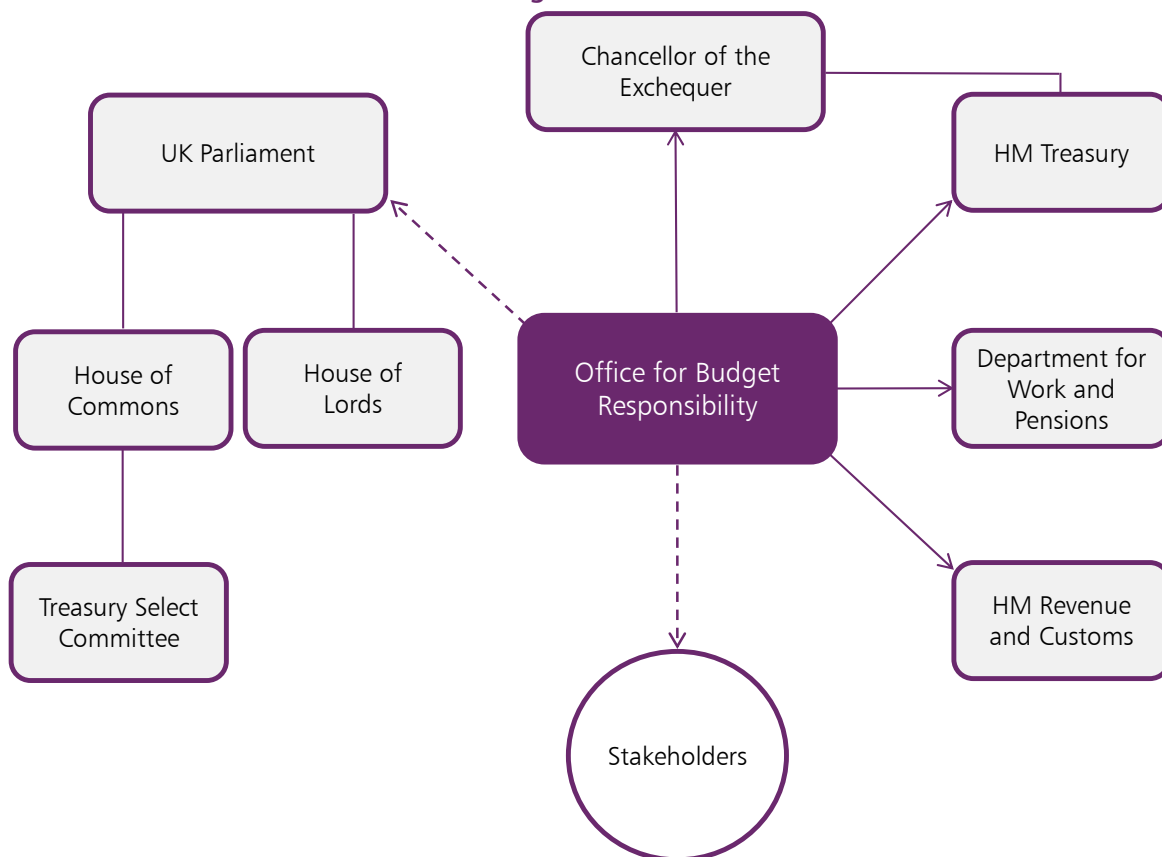 Chancellor of the
Exchequer
UK Parliament
HM Treasury
House of
Commons
House of
Lords
Office for Budget
Responsibility
Department for
Work and
Pensions
Treasury Select
Committee
HM Revenue
and Customs
Stakeholders